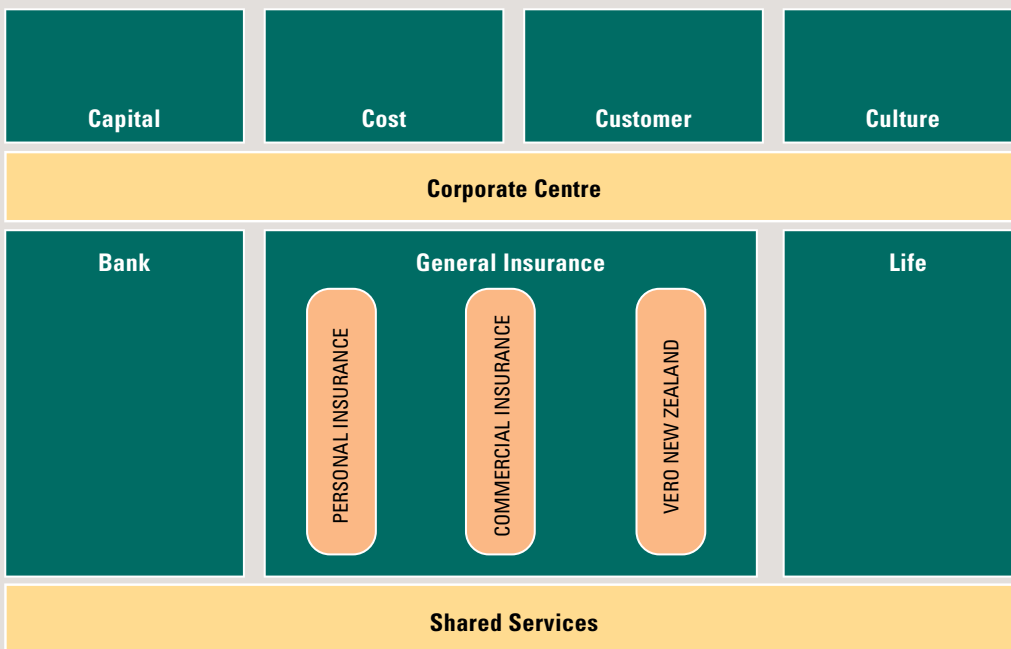 Capital
Cost
Customer
Culture
Corporate Centre
Bank
General Insurance
Life
PERSONAL INSURANCE
COMMERCIAL INSURANCE
VERO NEW ZEALAND
Shared Services